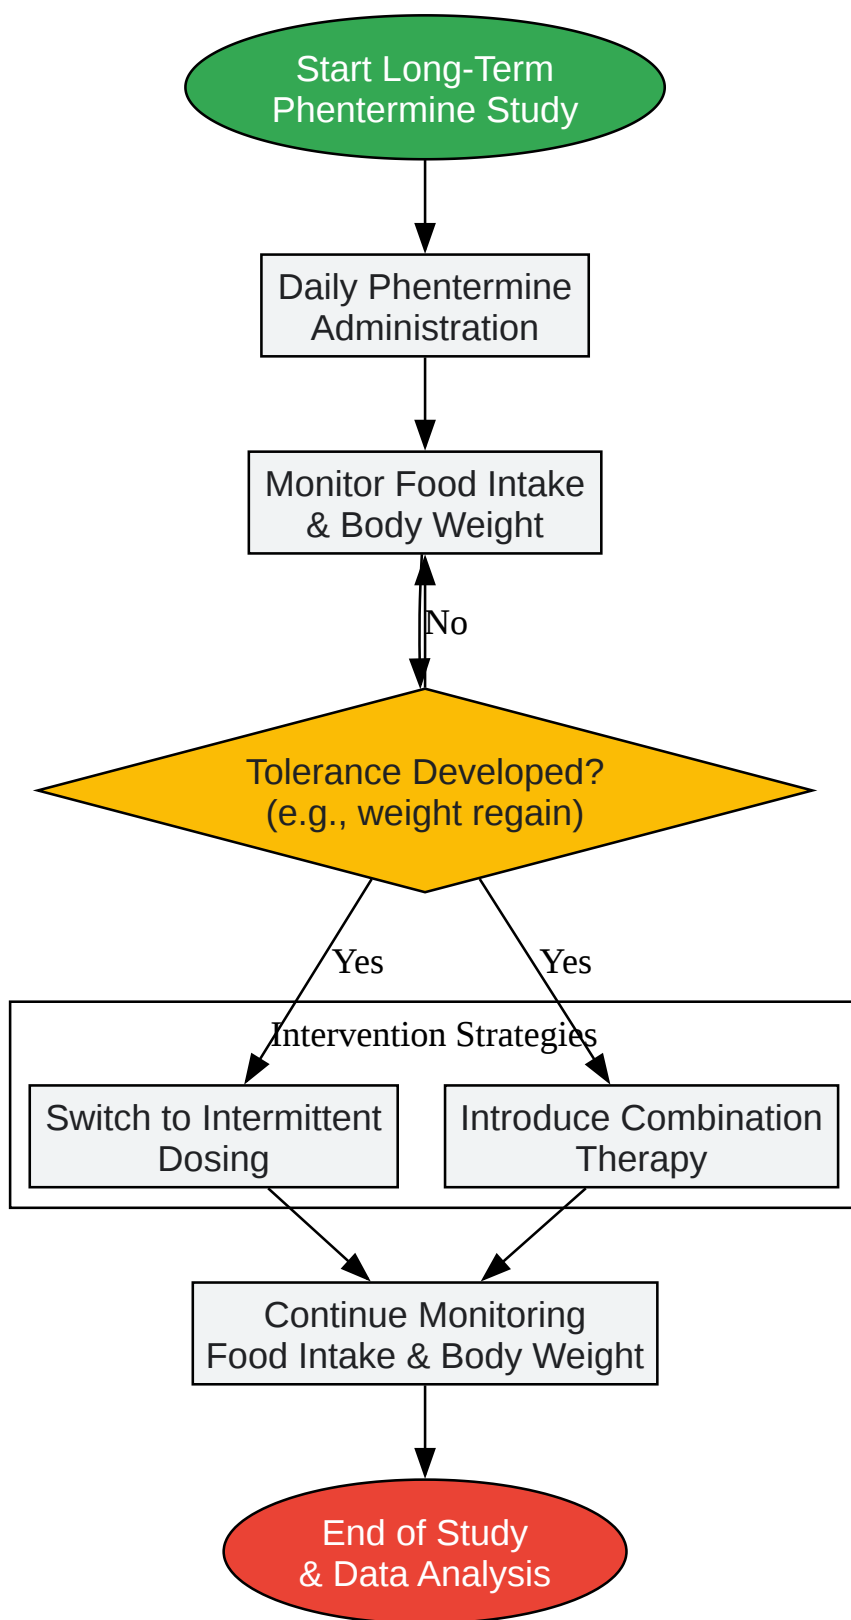 Start Long-Term
Phentermine Study
Daily Phentermine
Administration
Monitor Food Intake
& Body Weight
No
Tolerance Developed?
(e.g., weight regain)
Yes
Yes
Intervention Strategies
Switch to Intermittent
Dosing
Introduce Combination
Therapy
Continue Monitoring
Food Intake & Body Weight
End of Study
& Data Analysis